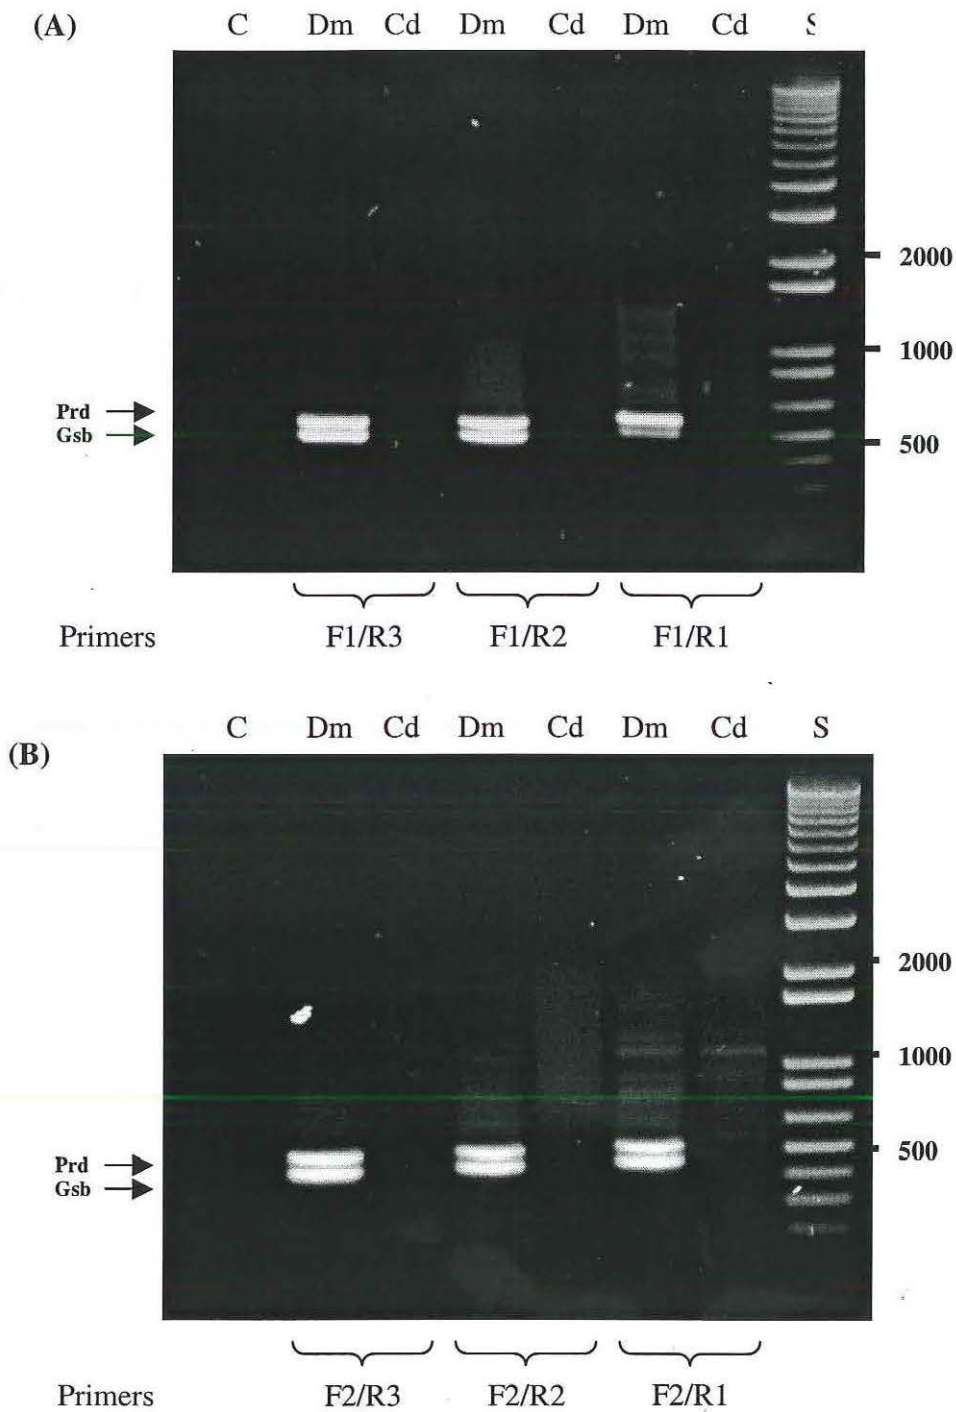 (A) C Dm Cd Dm Cd Dm Cd S
2000
1000
Prd
Gsb
500
Primers F1/R3 F1/R2 F1/R1
(B) C Dm Cd Dm Cd Dm Cd S
2000
1000
500
Prd
Gsb
Primers F2/R3 F2/R2 F2/R1